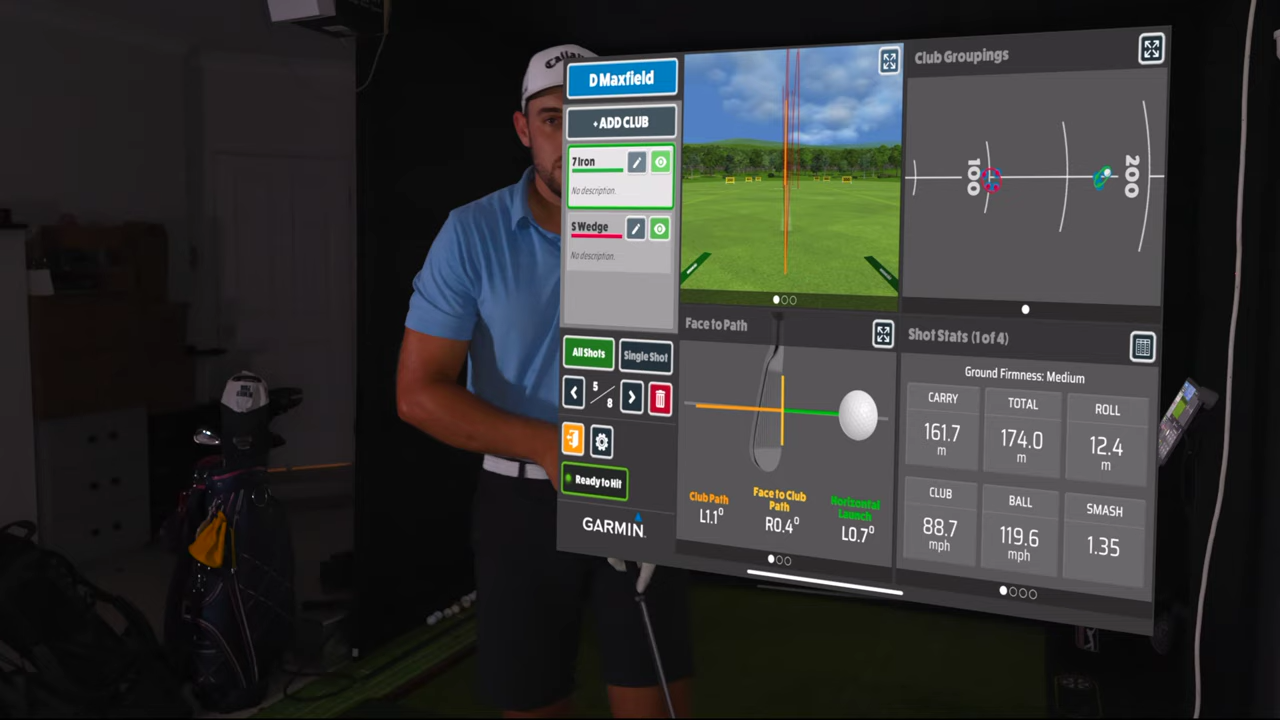 Callaway
D Maxfield
+ ADD CLUB
7 Iron
No description.
S Wedge
No description.
All Shots
Single Shot
5
8
Ready to Hit
GARMIN
Club Groupings
100
200
Face to Path
Club Path
L1.1°
Face to Club
Path
R0.4°
Horizontal
Launch
L0.7°
Shot Stats (1 of 4)
Ground Firmness: Medium
CARRY
161.7
m
TOTAL
174.0
m
ROLL
12.4
m
CLUB
88.7
mph
BALL
119.6
mph
SMASH
1.35